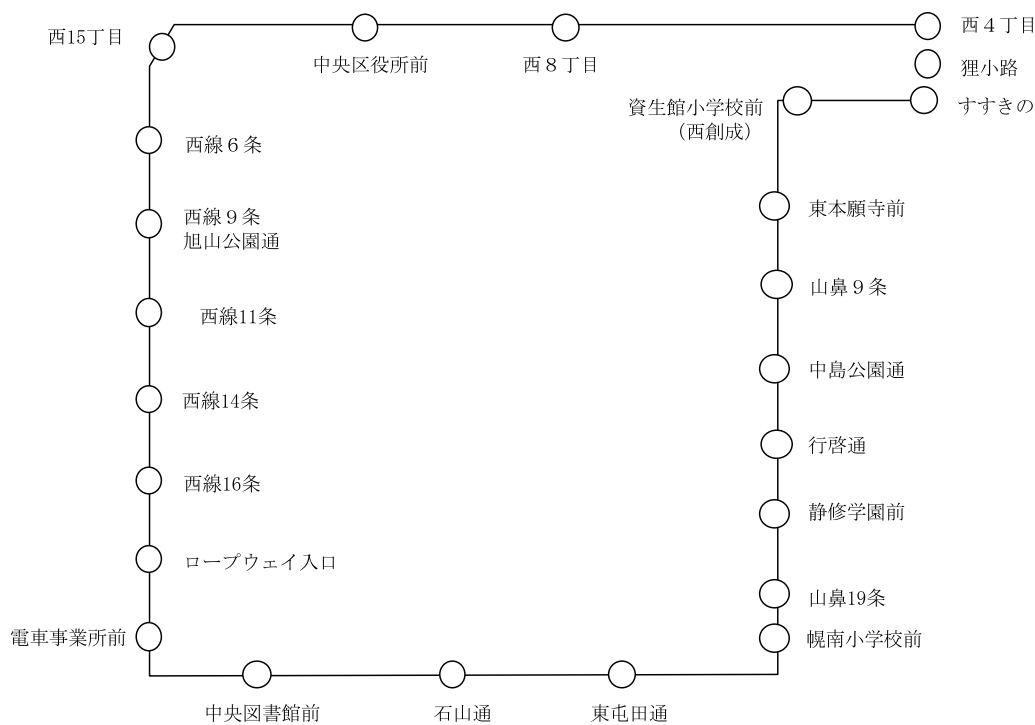 西15丁目
中央区役所前
西８丁目
西４丁目
狸小路
すすきの
資生館小学校前
（西創成）
西線６条
西線９条
旭山公園通
西線11条
西線14条
西線16条
ロープウェイ入口
電車事業所前
中央図書館前
石山通
東屯田通
東本願寺前
山鼻９条
中島公園通
行啓通
静修学園前
山鼻19条
幌南小学校前